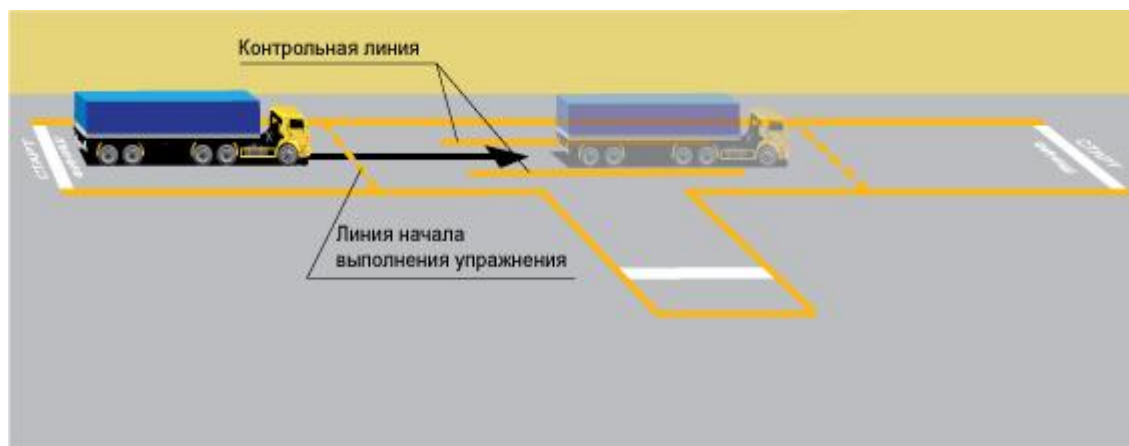 Контрольная линия
СТАРТ
СТАРТ
Линия начала
выполнения упражнения